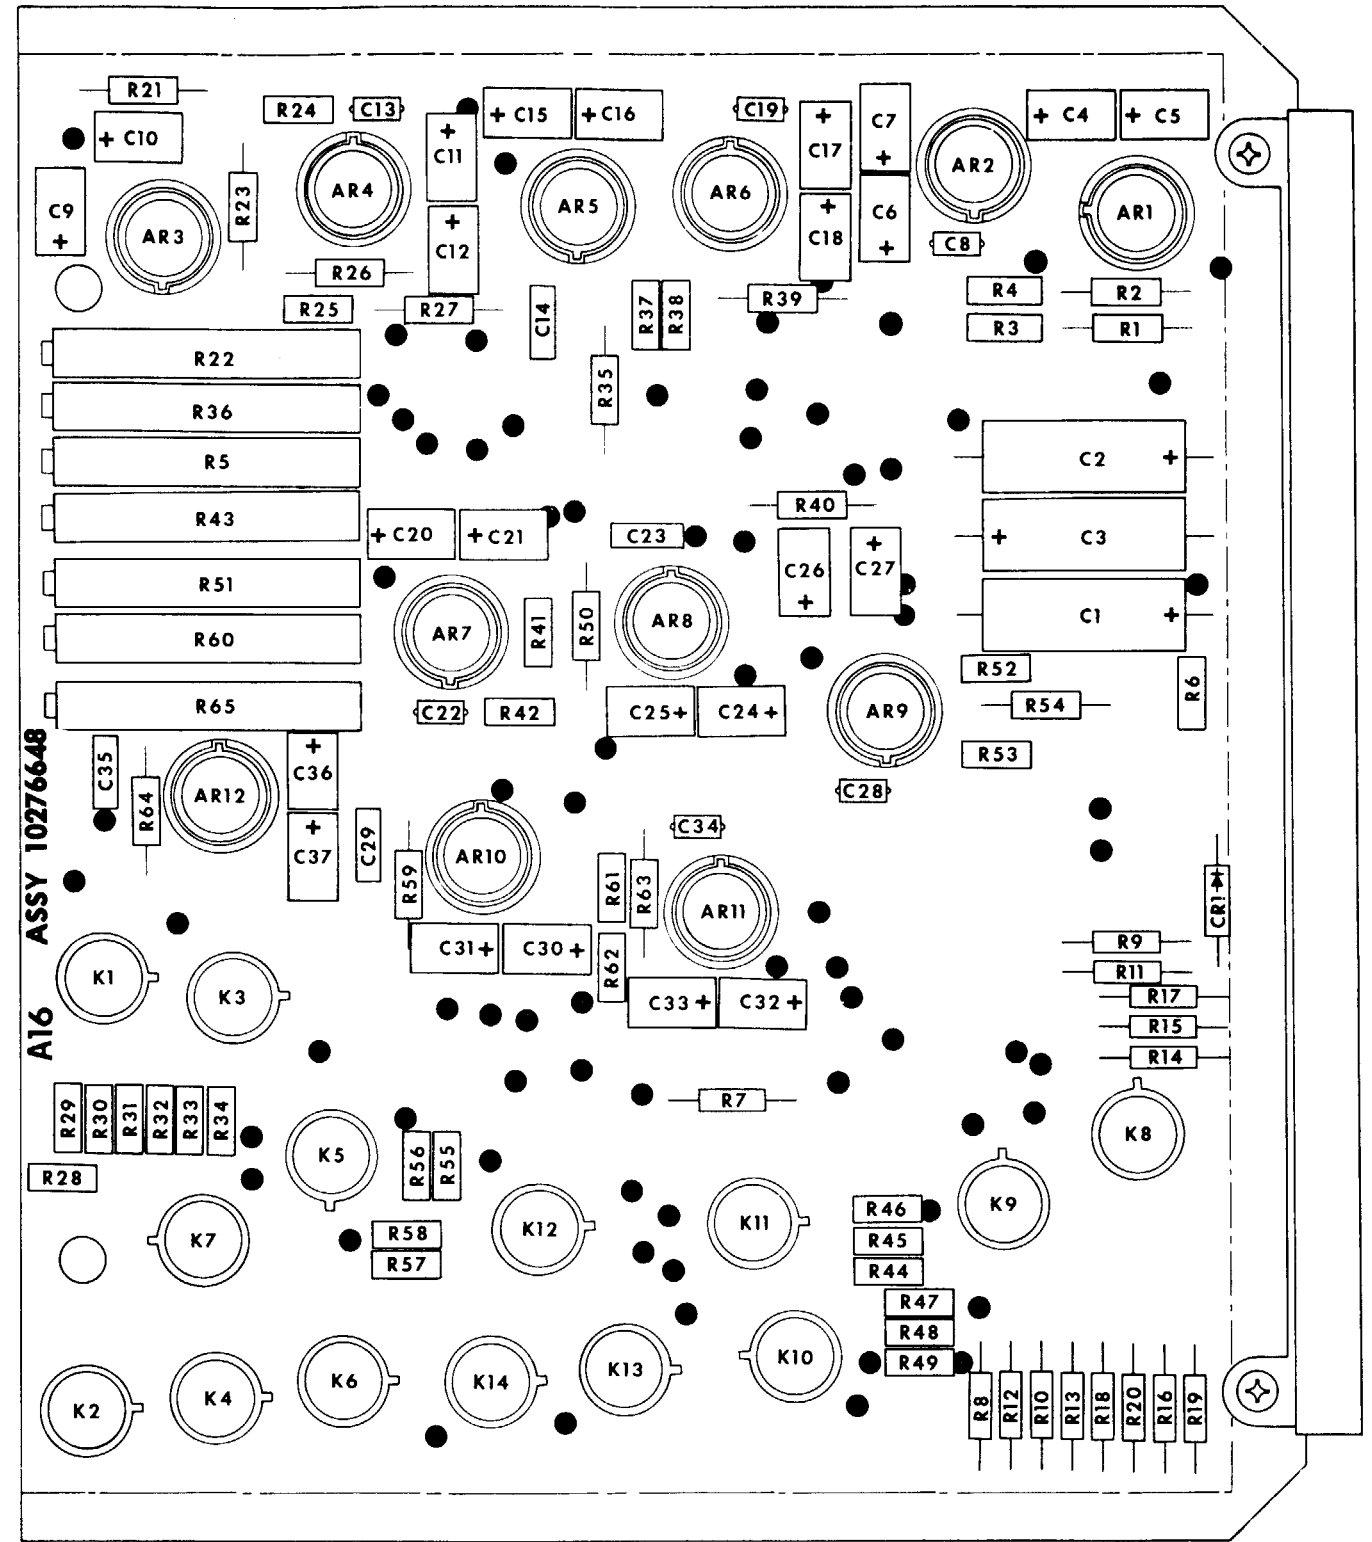 R21
R24
C13
+ C15
+ C16
C19
+ C17
C7 +
AR2
+ C4
+ C5
+ C10
+ C11
C9 +
AR3
R23
AR4
AR5
AR6
AR1
+ C12
+ C18
C6 +
C8
R26
R25
R27
C14
R37
R38
R39
R4
R2
R3
R1
R22
R35
R36
R5
C2 +
R43
+ C20
+ C21
C23
R40
C26 +
+ C27
+ C3
R51
R60
AR7
R41
R50
AR8
C1 +
R52
R6
R65
C22
R42
C25+
C24+
AR9
R54
R53
C35
R64
AR12
+ C36
C28
+ C37
C29
R59
AR10
C34
R61
R63
AR11
CR1
A16 ASSY 10276648
C31+
C30+
R62
R9
R11
K1
K3
C33+
C32+
R17
R15
R14
R7
R29
R30
R31
R32
R33
R34
K5
R56
R55
K8
R28
K7
R58
R57
K12
K11
R46
R45
R44
K9
R47
R48
R49
K2
K4
K6
K14
K13
K10
R8
R12
R10
R13
R18
R20
R16
R19